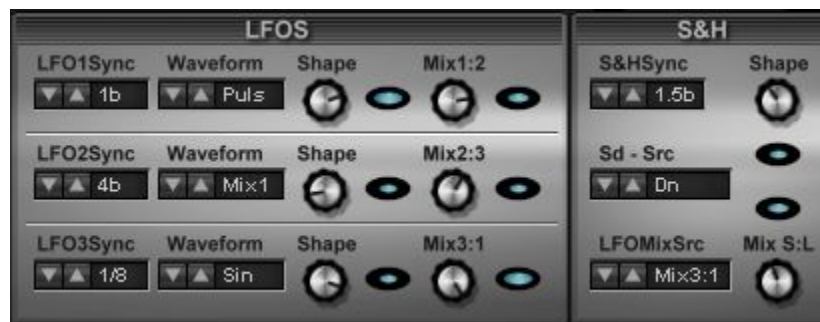 LFOS
S&H
LFO1Sync Waveform Shape Mix1:2
1b Puls
LFO2Sync Waveform Shape Mix2:3
4b Mix1
LFO3Sync Waveform Shape Mix3:1
1/8 Sin
S&HSync Shape
1.5b
Sd - Src
Dn
LFOMixSrc Mix S:L
Mix3:1